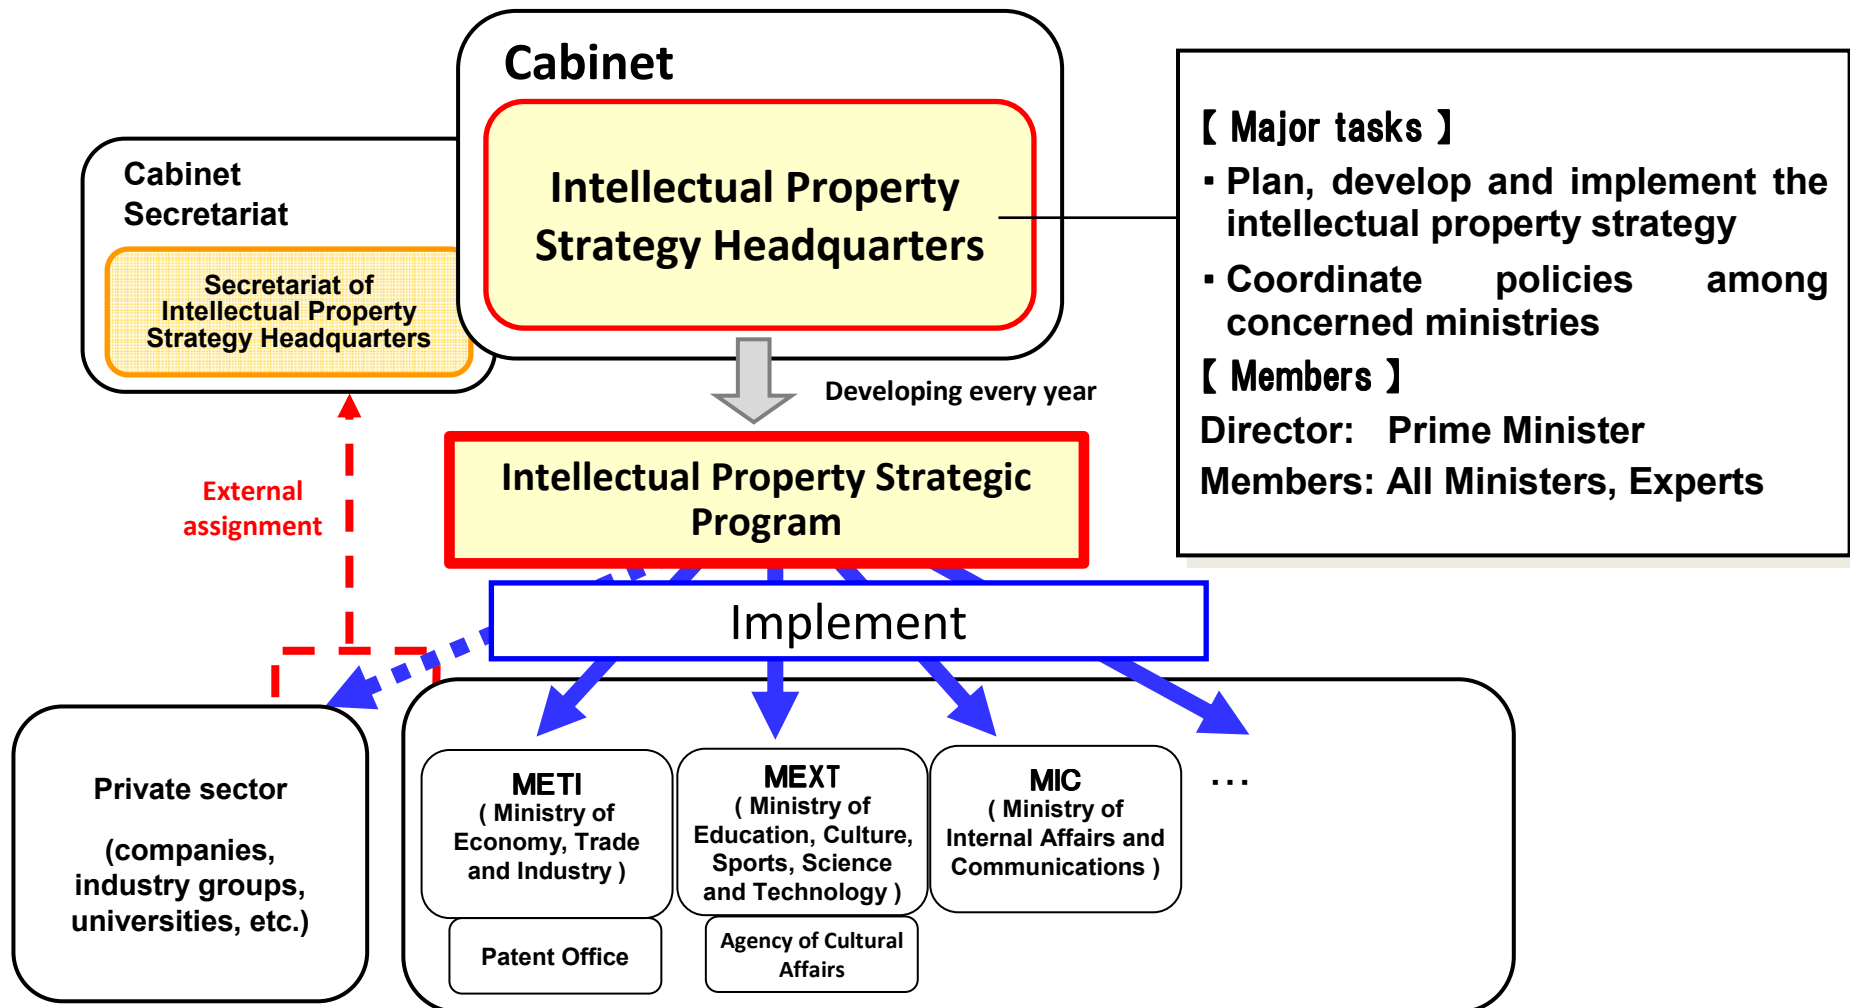 Cabinet
Intellectual Property
Strategy Headquarters
Cabinet
Secretariat
Secretariat of
Intellectual Property
Strategy Headquarters
【 Major tasks 】
▪ Plan, develop and implement the
intellectual property strategy
▪ Coordinate policies among
concerned ministries
【 Members 】
Director: Prime Minister
Members: All Ministers, Experts
Developing every year
Intellectual Property Strategic
Program
External
assignment
Implement
Private sector
(companies,
industry groups,
universities, etc.)
METI
( Ministry of
Economy, Trade
and Industry )
Patent Office
MEXT
( Ministry of
Education, Culture,
Sports, Science
and Technology )
Agency of Cultural
Affairs
MIC
( Ministry of
Internal Affairs and
Communications )
...